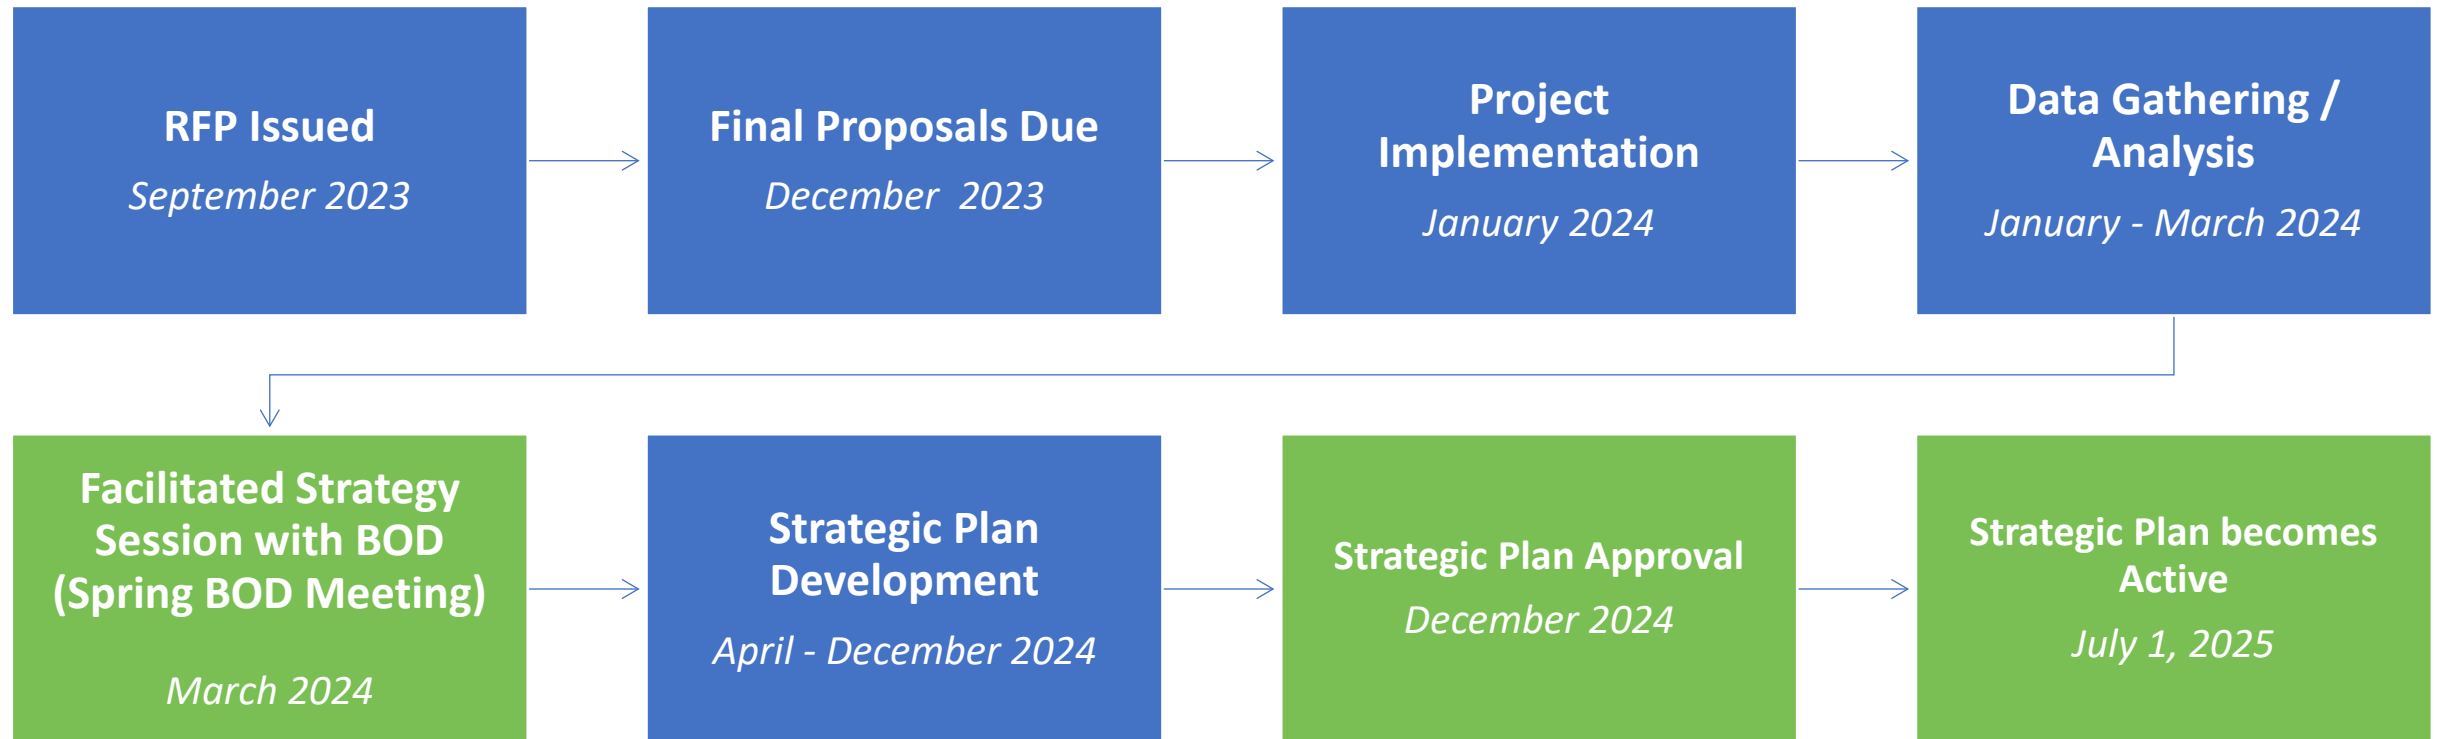 RFP Issued
September 2023
Final Proposals Due
December  2023
Project
Implementation
January 2024
Data Gathering /
Analysis
January - March 2024
Facilitated Strategy
Session with BOD
(Spring BOD Meeting)
March 2024
Strategic Plan
Development
April - December 2024
Strategic Plan Approval
December 2024
Strategic Plan becomes
Active
July 1, 2025